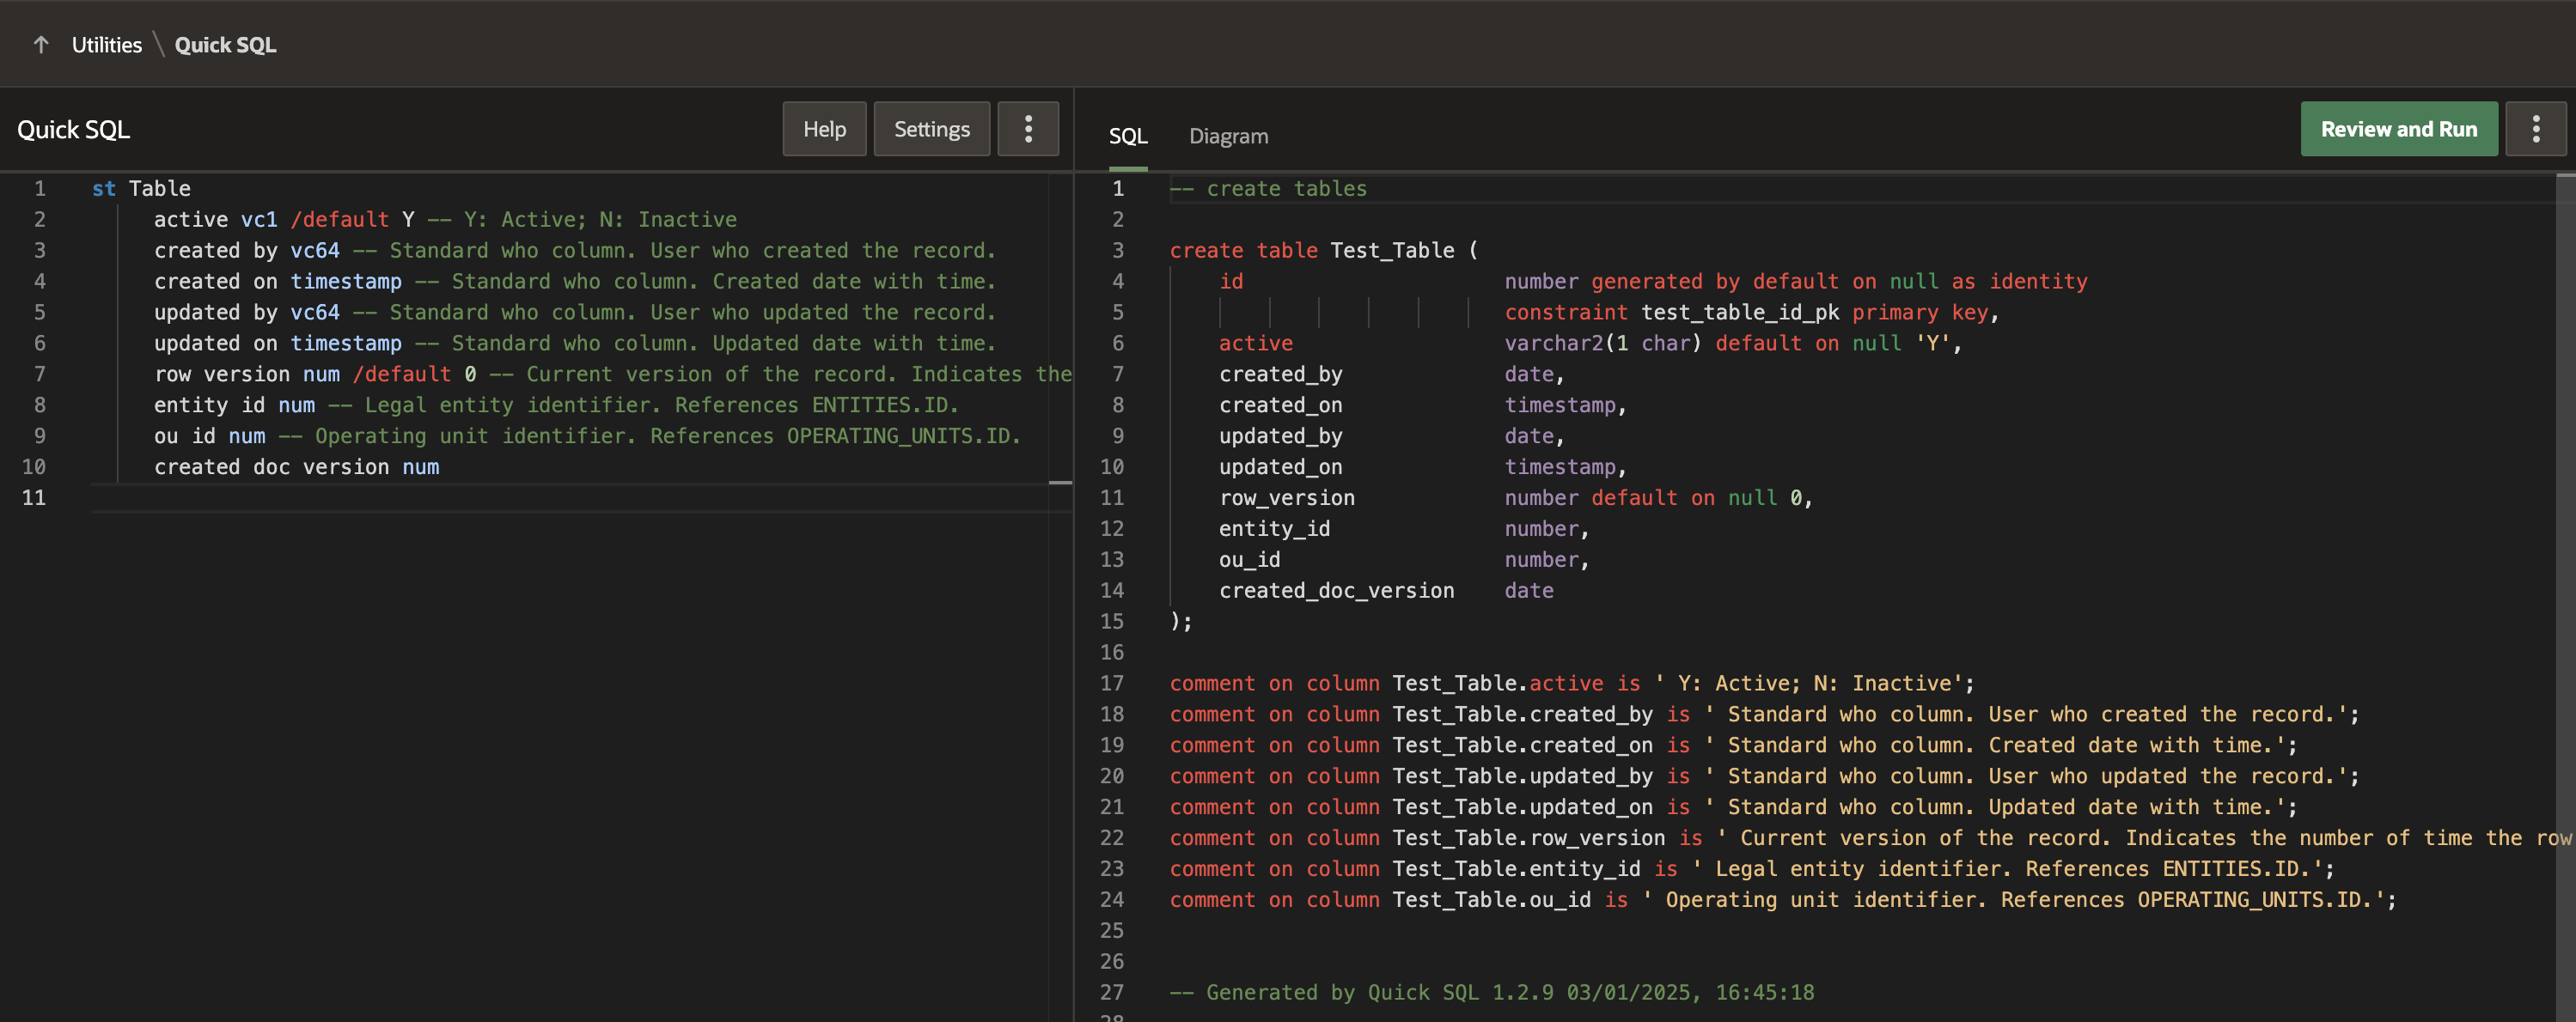 ↑ Utilities \ Quick SQL
Quick SQL
Help Settings
1 st Table
2 active vc1 /default Y -- Y: Active; N: Inactive
3 created by vc64 -- Standard who column. User who created the record.
4 created on timestamp -- Standard who column. Created date with time.
5 updated by vc64 -- Standard who column. User who updated the record.
6 updated on timestamp -- Standard who column. Updated date with time.
7 row version num /default 0 -- Current version of the record. Indicates the
8 entity id num -- Legal entity identifier. References ENTITIES.ID.
9 ou id num -- Operating unit identifier. References OPERATING_UNITS.ID.
10 created doc version num
11
SQL Diagram
Review and Run
1 -- create tables
2
3 create table Test_Table (
4 id number generated by default on null as identity
5 constraint test_table_id_pk primary key,
6 active varchar2(1 char) default on null 'Y',
7 created_by date,
8 created_on timestamp,
9 updated_by date,
10 updated_on timestamp,
11 row_version number default on null 0,
12 entity_id number,
13 ou_id number,
14 created_doc_version date
15 );
16
17 comment on column Test_Table.active is ' Y: Active; N: Inactive';
18 comment on column Test_Table.created_by is ' Standard who column. User who created the record.';
19 comment on column Test_Table.created_on is ' Standard who column. Created date with time.';
20 comment on column Test_Table.updated_by is ' Standard who column. User who updated the record.';
21 comment on column Test_Table.updated_on is ' Standard who column. Updated date with time.';
22 comment on column Test_Table.row_version is ' Current version of the record. Indicates the number of time the row
23 comment on column Test_Table.entity_id is ' Legal entity identifier. References ENTITIES.ID.';
24 comment on column Test_Table.ou_id is ' Operating unit identifier. References OPERATING_UNITS.ID.';
25
26
27 -- Generated by Quick SQL 1.2.9 03/01/2025, 16:45:18
28